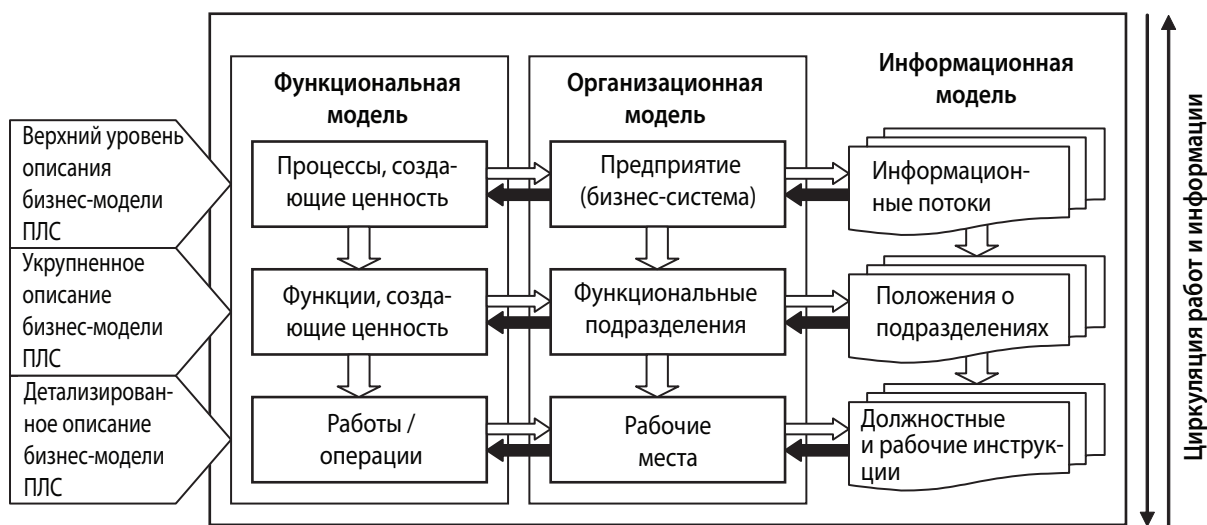 Верхний уровень
описания
бизнес-модели
ПЛС
Укрупненное
описание
бизнес-модели
ПЛС
Детализирован-
ное описание
бизнес-модели
ПЛС
Функциональная
модель
Процессы, созда-
ющие ценность
Функции, созда-
ющие ценность
Работы /
операции
Организационная
модель
Предприятие
(бизнес-система)
Функциональные
подразделения
Рабочие
места
Информационная
модель
Информацион-
ные потоки
Положения о
подразделениях
Должностные
и рабочие инструк-
ции
Циркуляция работ и информации